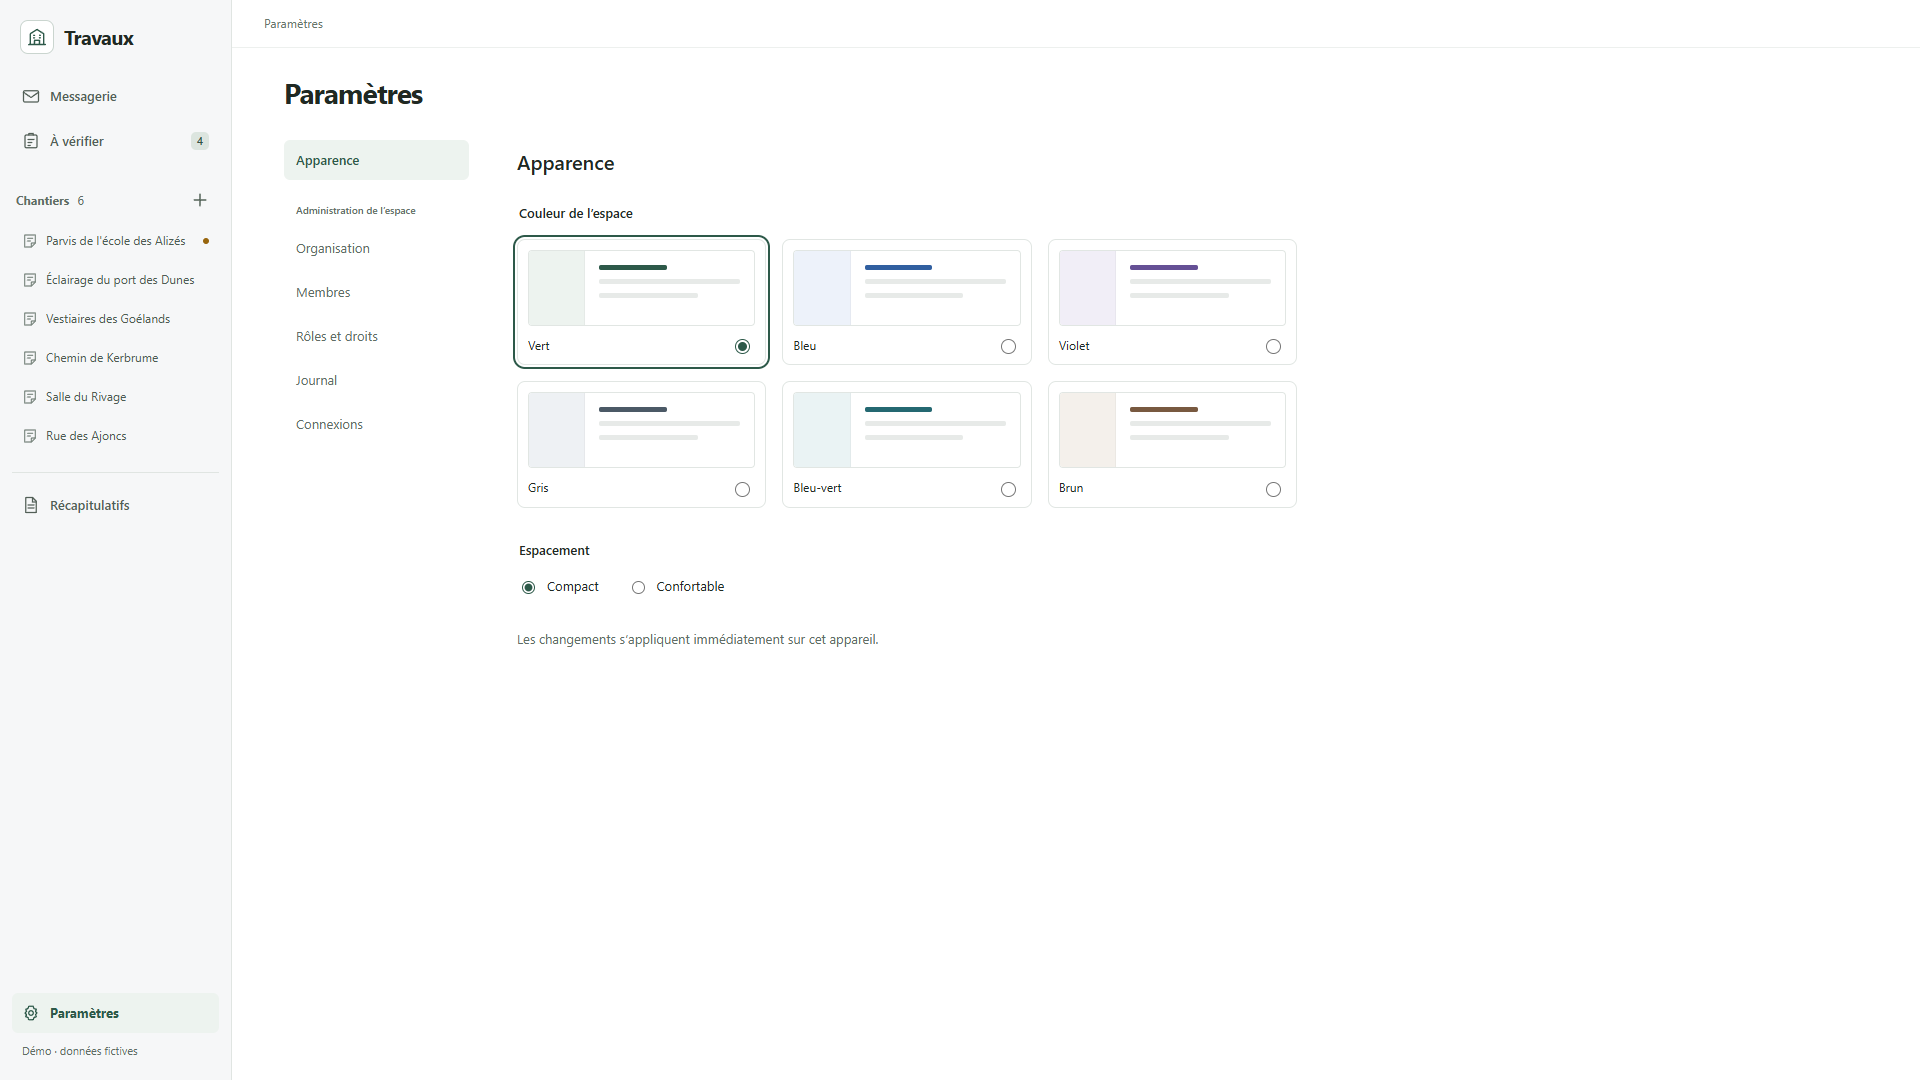 Travaux
Messagerie
À vérifier 4
Chantiers 6
Parvis de l'école des Alizés
Éclairage du port des Dunes
Vestiaires des Goélands
Chemin de Kerbrume
Salle du Rivage
Rue des Ajoncs
Récapitulatifs
Paramètres
Démo · données fictives
Paramètres
Paramètres
Apparence
Administration de l’espace
Organisation
Membres
Rôles et droits
Journal
Connexions
Apparence
Couleur de l’espace
Vert
Bleu
Violet
Gris
Bleu-vert
Brun
Espacement
Compact
Confortable
Les changements s’appliquent immédiatement sur cet appareil.